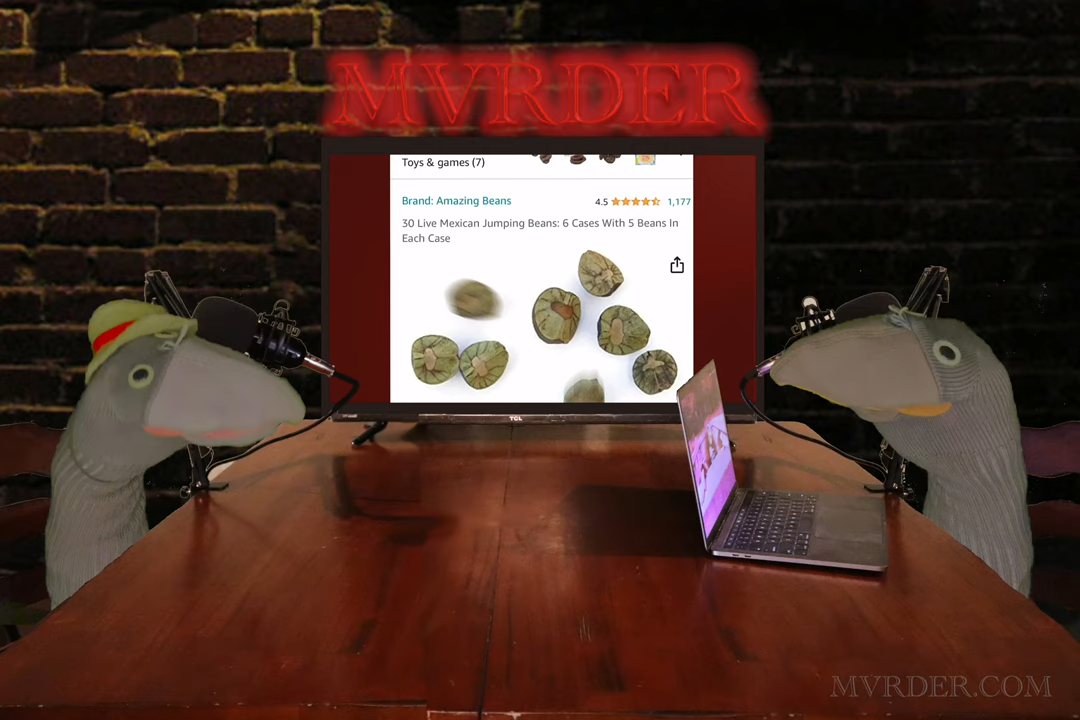 MVRDER
Toys & games (7)
Brand: Amazing Beans
4.5 1,177
30 Live Mexican Jumping Beans: 6 Cases With 5 Beans In
Each Case
TCL
MVRDER.COM